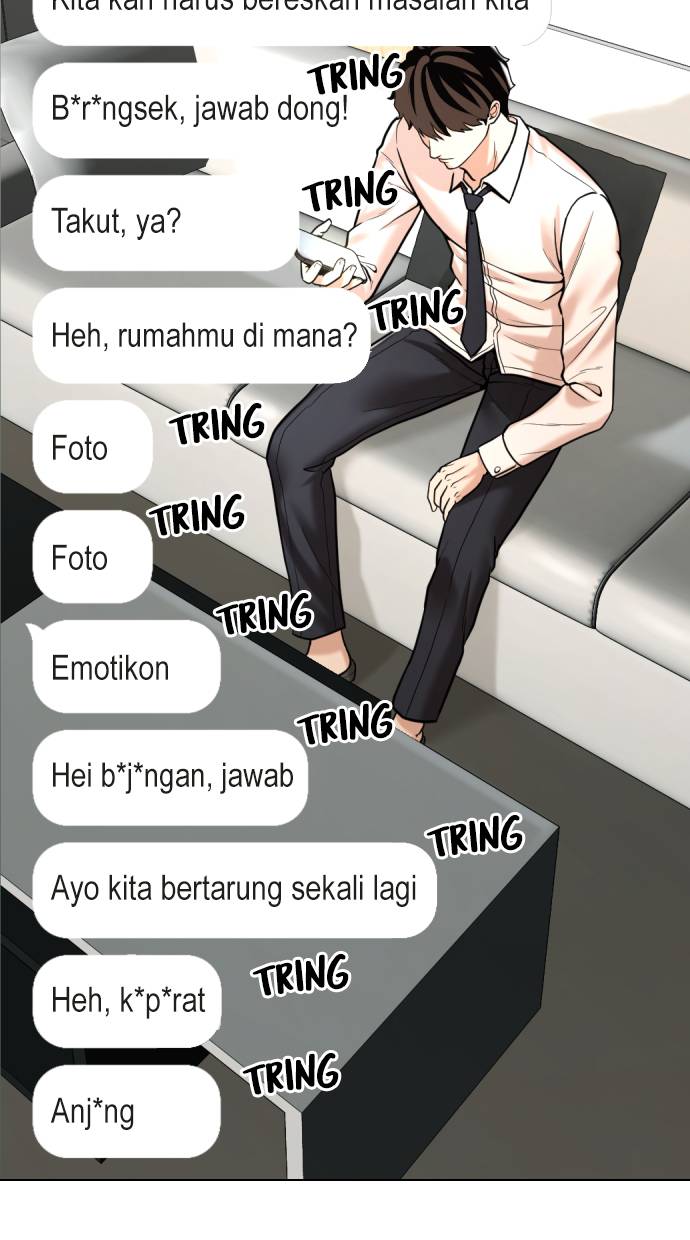 Kita kan harus bereskan masalah kita
TRING
B*r*ngsek, jawab dong!
TRING
Takut, ya?
TRING
Heh, rumahmu di mana?
TRING
Foto
TRING
Foto
TRING
Emotikon
TRING
Hei b*j*ngan, jawab
TRING
Ayo kita bertarung sekali lagi
TRING
Heh, k*p*rat
TRING
Anj*ng